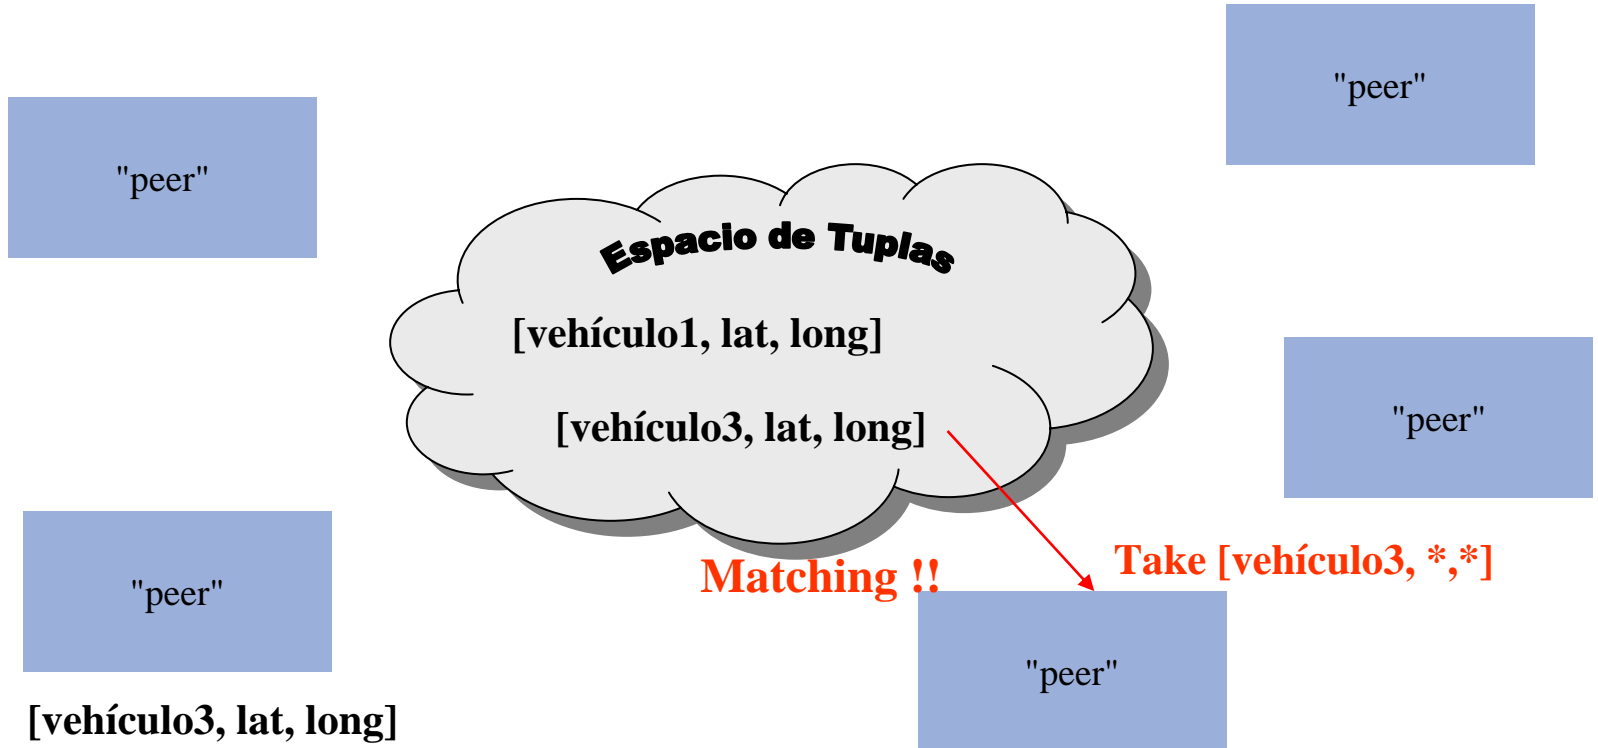 "peer"
"peer"
Espacio de Tuplas
[vehículo1, lat, long]
[vehículo3, lat, long]
"peer"
Matching !!
Take [vehículo3, *,*]
"peer"
"peer"
[vehículo3, lat, long]